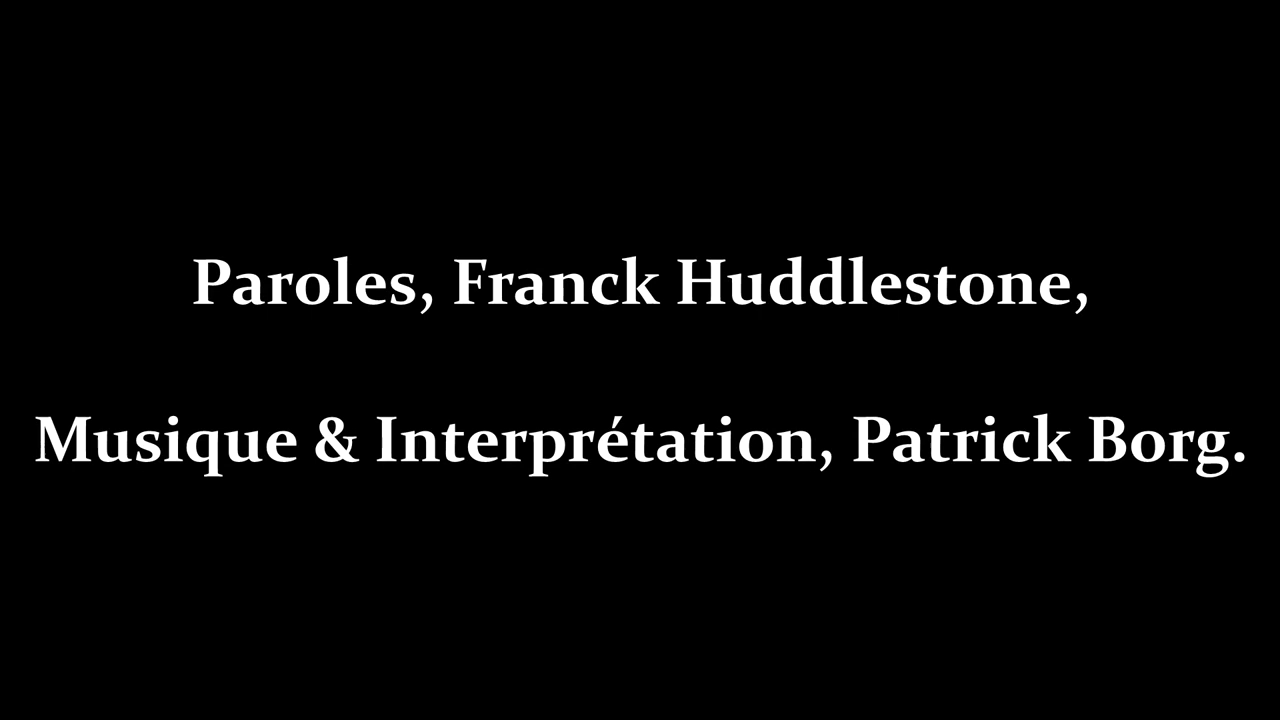 Paroles, Franck Huddlestone,
Musique & Interprétation, Patrick Borg.